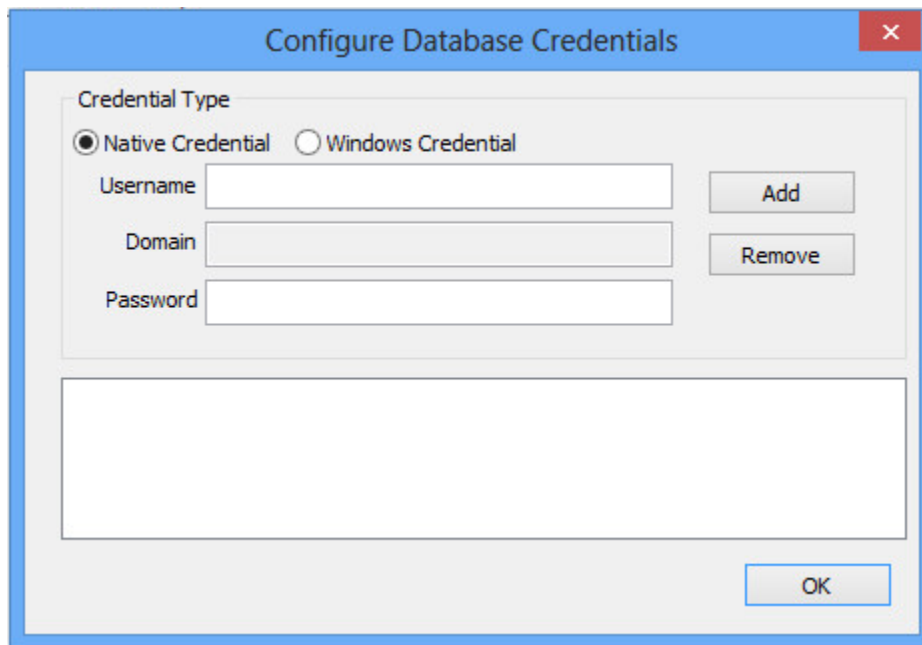 Configure Database Credentials
Credential Type
Native Credential Windows Credential
Username
Add
Domain
Remove
Password
OK